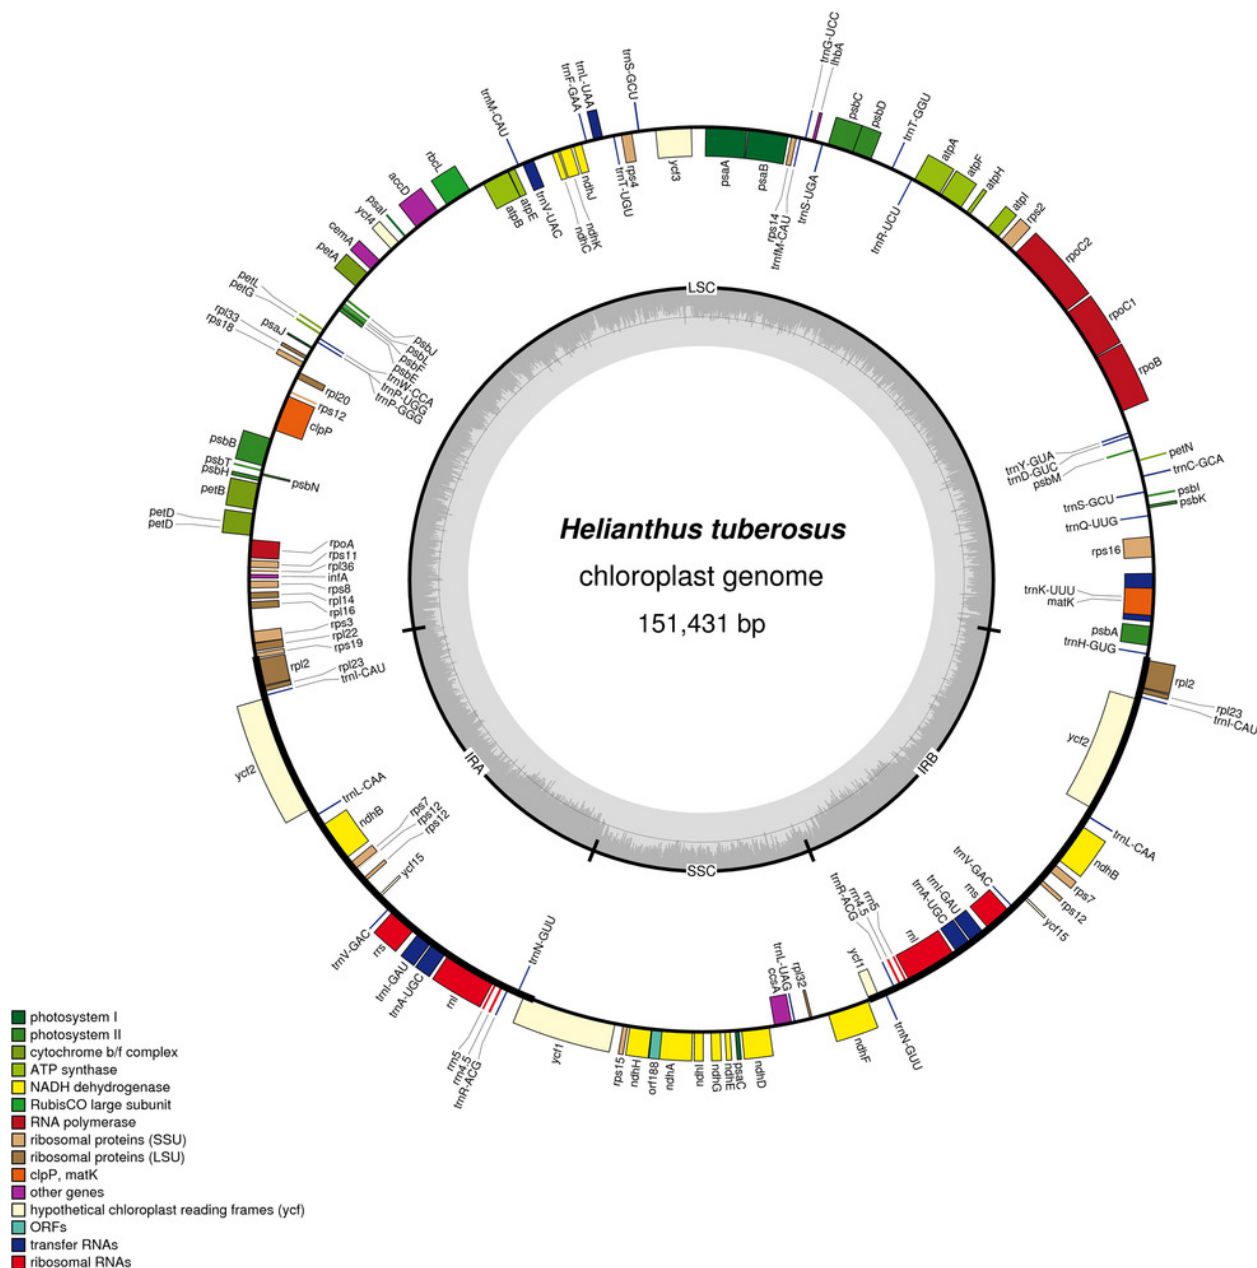 trnG-UCC
lhbA
psbC
psbD
trnT-GGU
atpA
atpF
atpH
atpI
rps2
rpoC2
rpoC1
rpoB
trnS-GCU
trnL-UAA
trnF-GAA
trnM-CAU
rbcL
accD
psaI
ycf4
cemA
petA
petL
petG
psaJ
rpl33
rps18
ycf3
psaA
psaB
rps14
trnfM-CAU
trnS-UGA
trnR-UCU
rps4
trnT-UGU
ndhJ
ndhK
ndhC
trnV-UAC
atpE
atpB
psbJ
psbL
psbF
psbE
trnW-CCA
trnP-UGG
trnP-GGG
rpl20
rps12
clpP
psbB
psbT
psbH
petB
psbN
petD
petD
rpoA
rps11
rpl36
infA
rps8
rpl14
rpl16
rps3
rpl22
rps19
rpl2
rpl23
trnI-CAU
trnY-GUA
trnD-GUC
psbM
petN
trnC-GCA
trnS-GCU
psbI
psbK
trnQ-UUG
rps16
trnK-UUU
matK
psbA
trnH-GUG
rpl2
rpl23
trnI-CAU
LSC
Helianthus tuberosus
chloroplast genome
151,431 bp
IRA
IRB
SSC
ycf2
trnL-CAA
ndhB
rps7
rps12
rps12
ycf15
trnV-GAC
rrs
trnI-GAU
trnA-UGC
rnl
rrn5
rrn4.5
trnR-ACG
trnN-GUU
ycf1
rps15
ndhH
orf188
ndhA
ndhI
ndhG
ndhE
psaC
ndhD
ccsA
trnL-UAG
rpl32
ndhF
ycf1
trnN-GUU
trnR-ACG
rrn4.5
rrn5
rnl
trnA-UGC
trnI-GAU
rrns
trnV-GAC
ycf15
rps12
rps7
ndhB
trnL-CAA
ycf2
photosystem I
photosystem II
cytochrome b/f complex
ATP synthase
NADH dehydrogenase
RubisCO large subunit
RNA polymerase
ribosomal proteins (SSU)
ribosomal proteins (LSU)
clpP, matK
other genes
hypothetical chloroplast reading frames (ycf)
ORFs
transfer RNAs
ribosomal RNAs